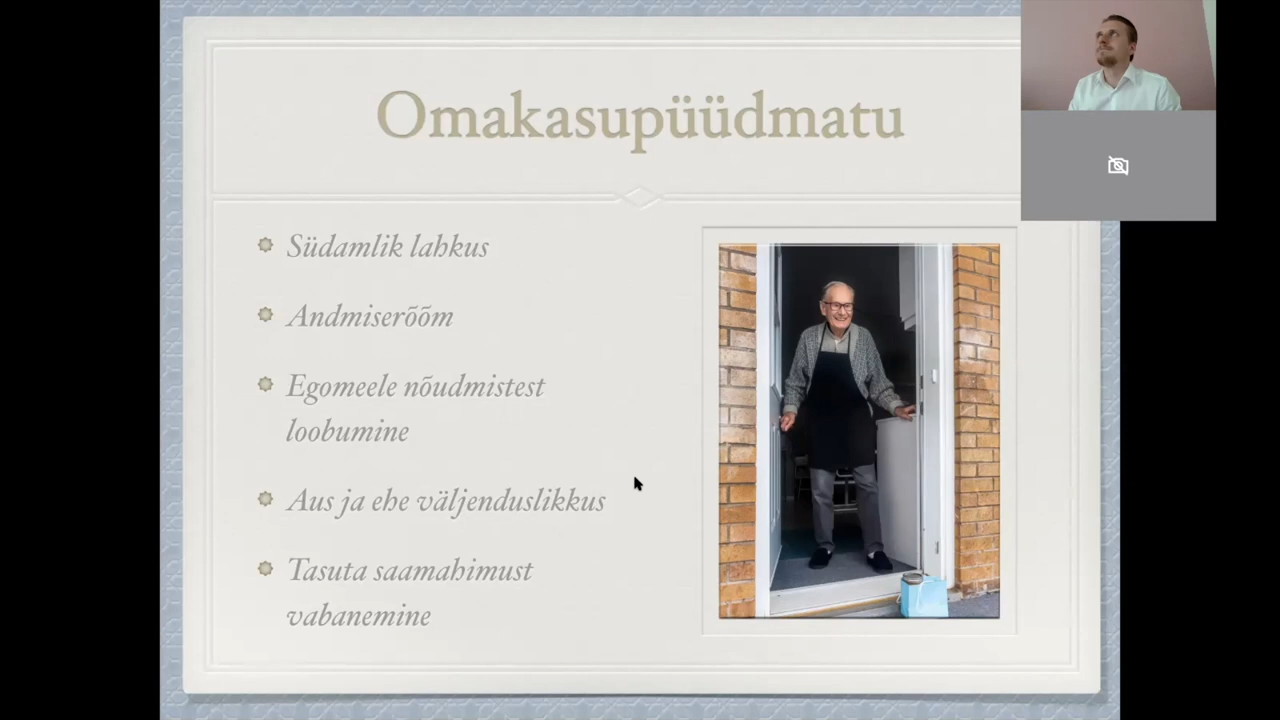 Omakasupüüdmatu
Südamlik lahkus
Andmiserõõm
Egomeele nõudmistest
loobumine
Aus ja ehe väljenduslikkus
Tasuta saamahimust
vabanemine